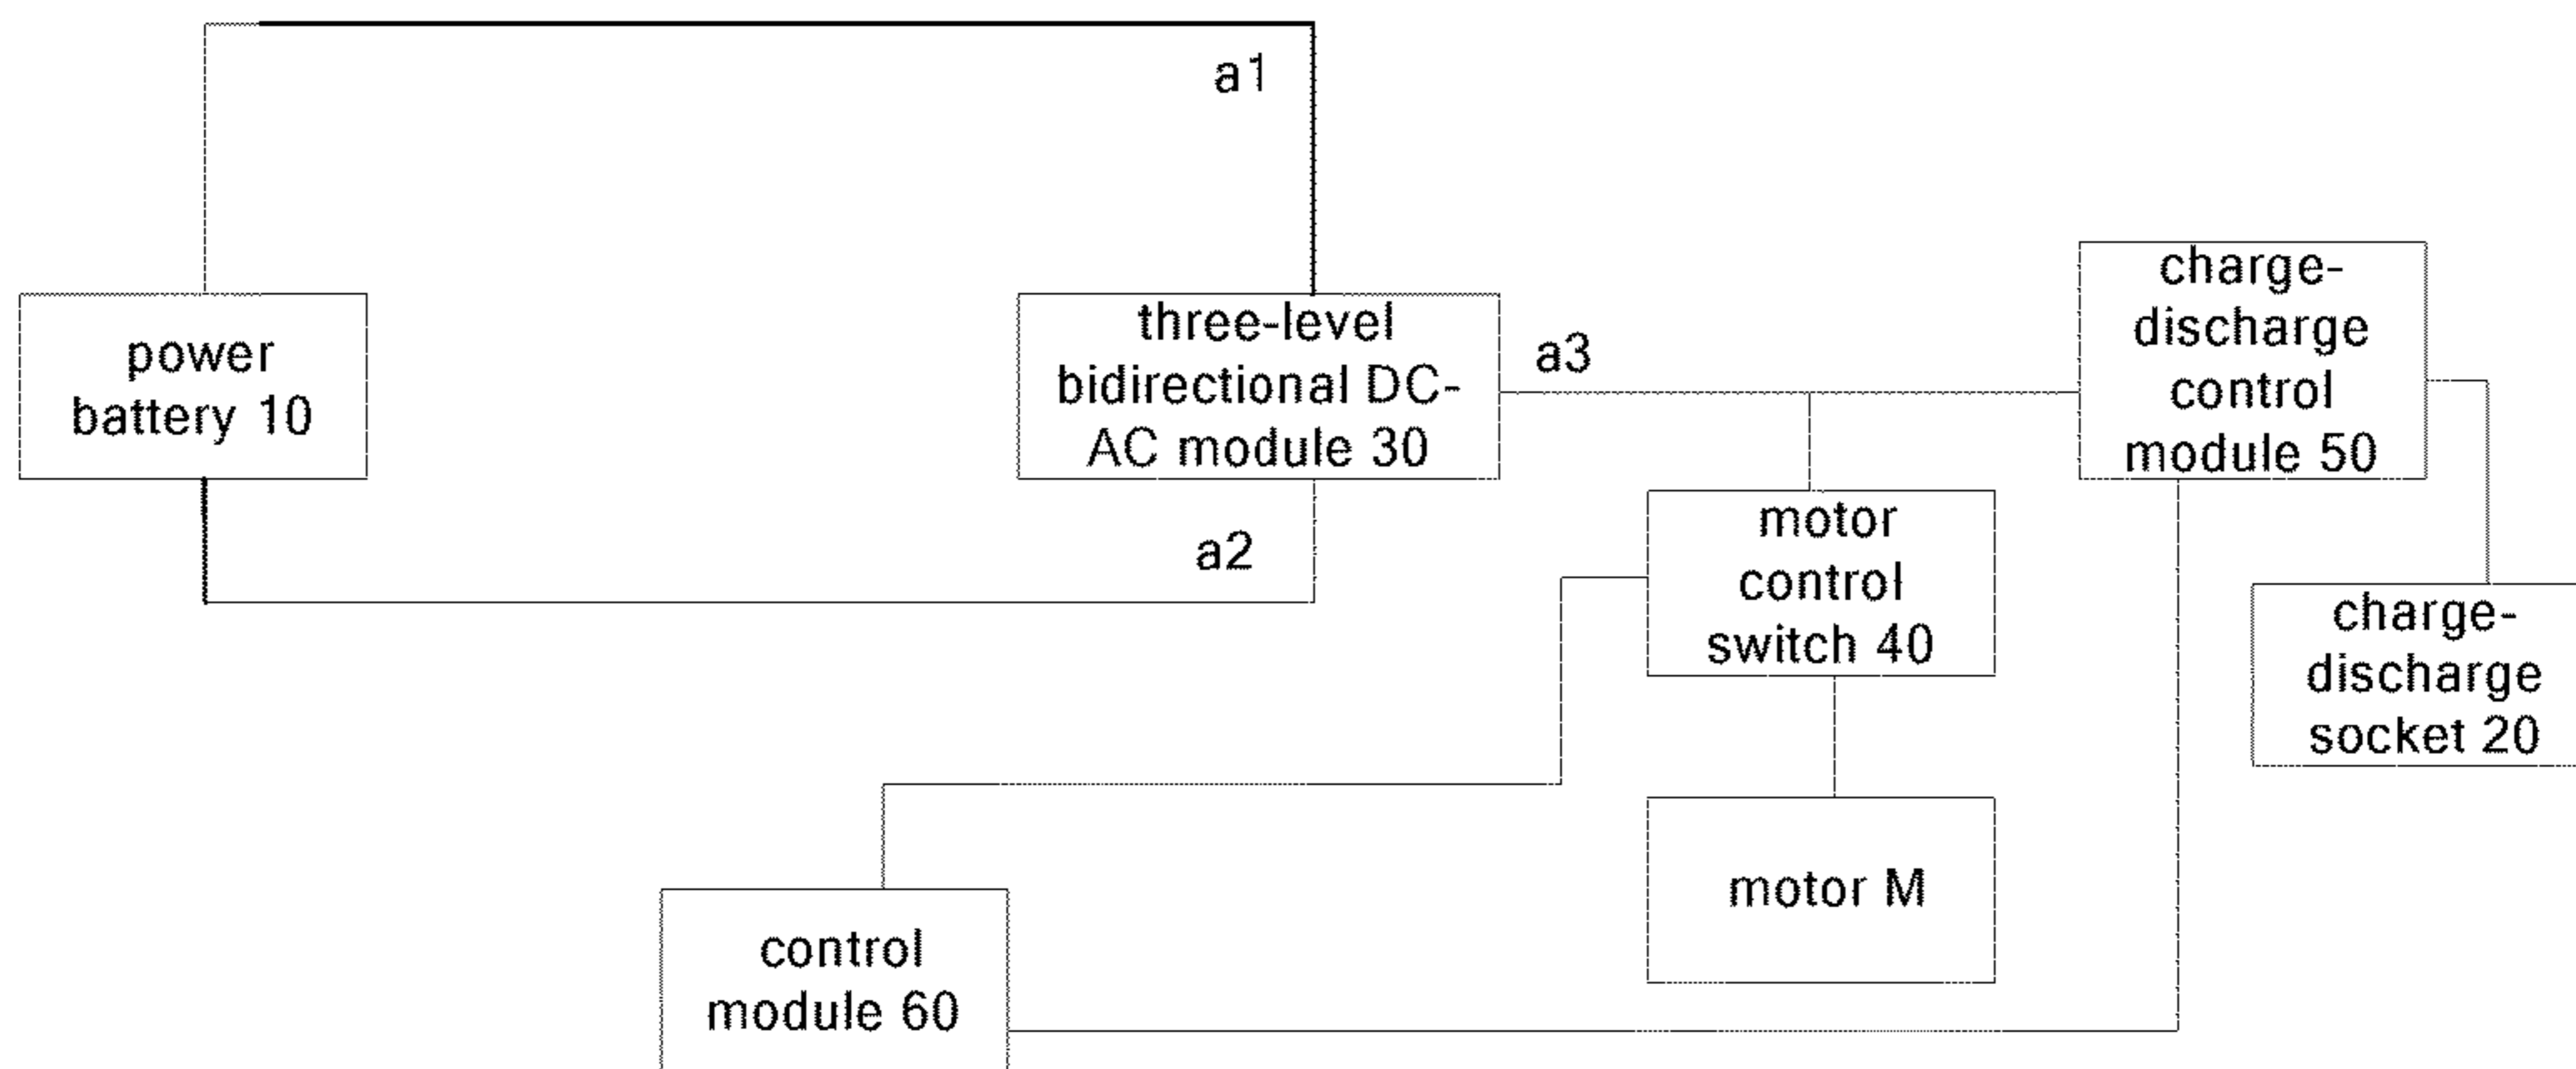 a1
power
battery 10
three-level
bidirectional DC-
AC module 30
a3
charge-
discharge
control
module 50
a2
motor
control
switch 40
charge-
discharge
socket 20
motor M
control
module 60